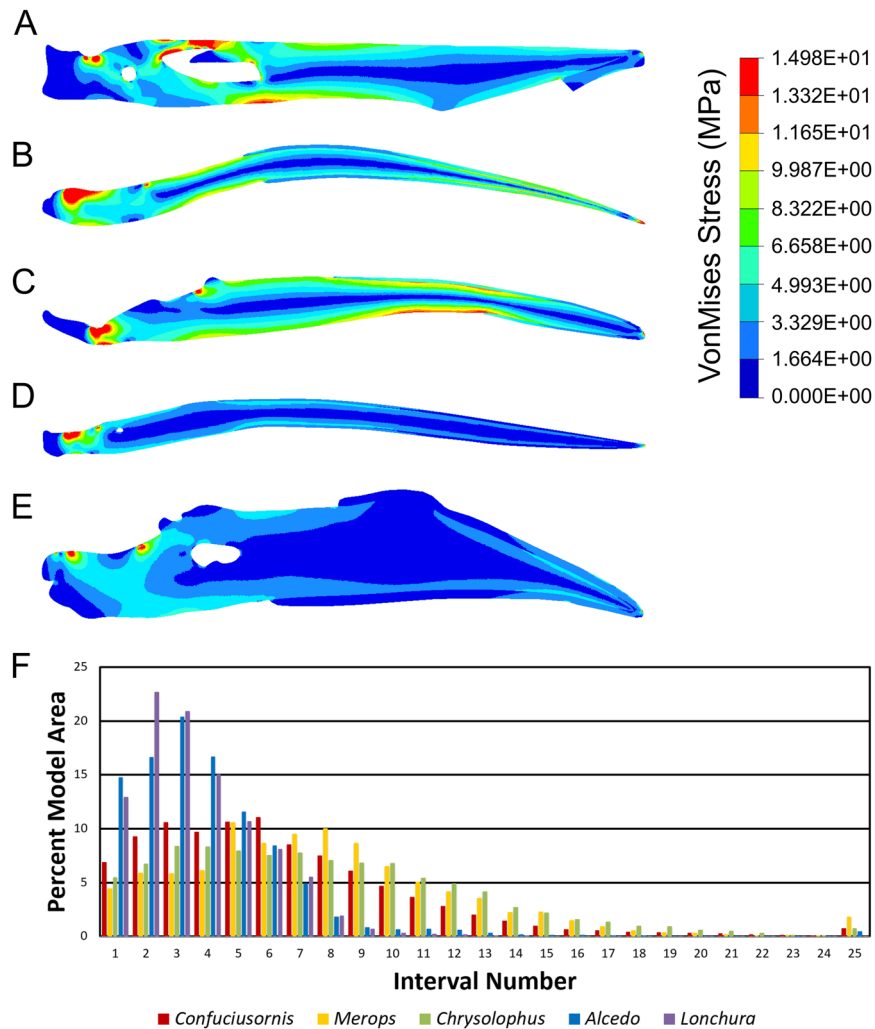 A
B
C
D
E
VonMises Stress (MPa)
1.498E+01
1.332E+01
1.165E+01
9.987E+00
8.322E+00
6.658E+00
4.993E+00
3.329E+00
1.664E+00
0.000E+00
F
Percent Model Area
25
20
15
10
5
0
1 2 3 4 5 6 7 8 9 10 11 12 13 14 15 16 17 18 19 20 21 22 23 24 25
Interval Number
Confuciusornis Merops Chrysolophus Alcedo Lonchura